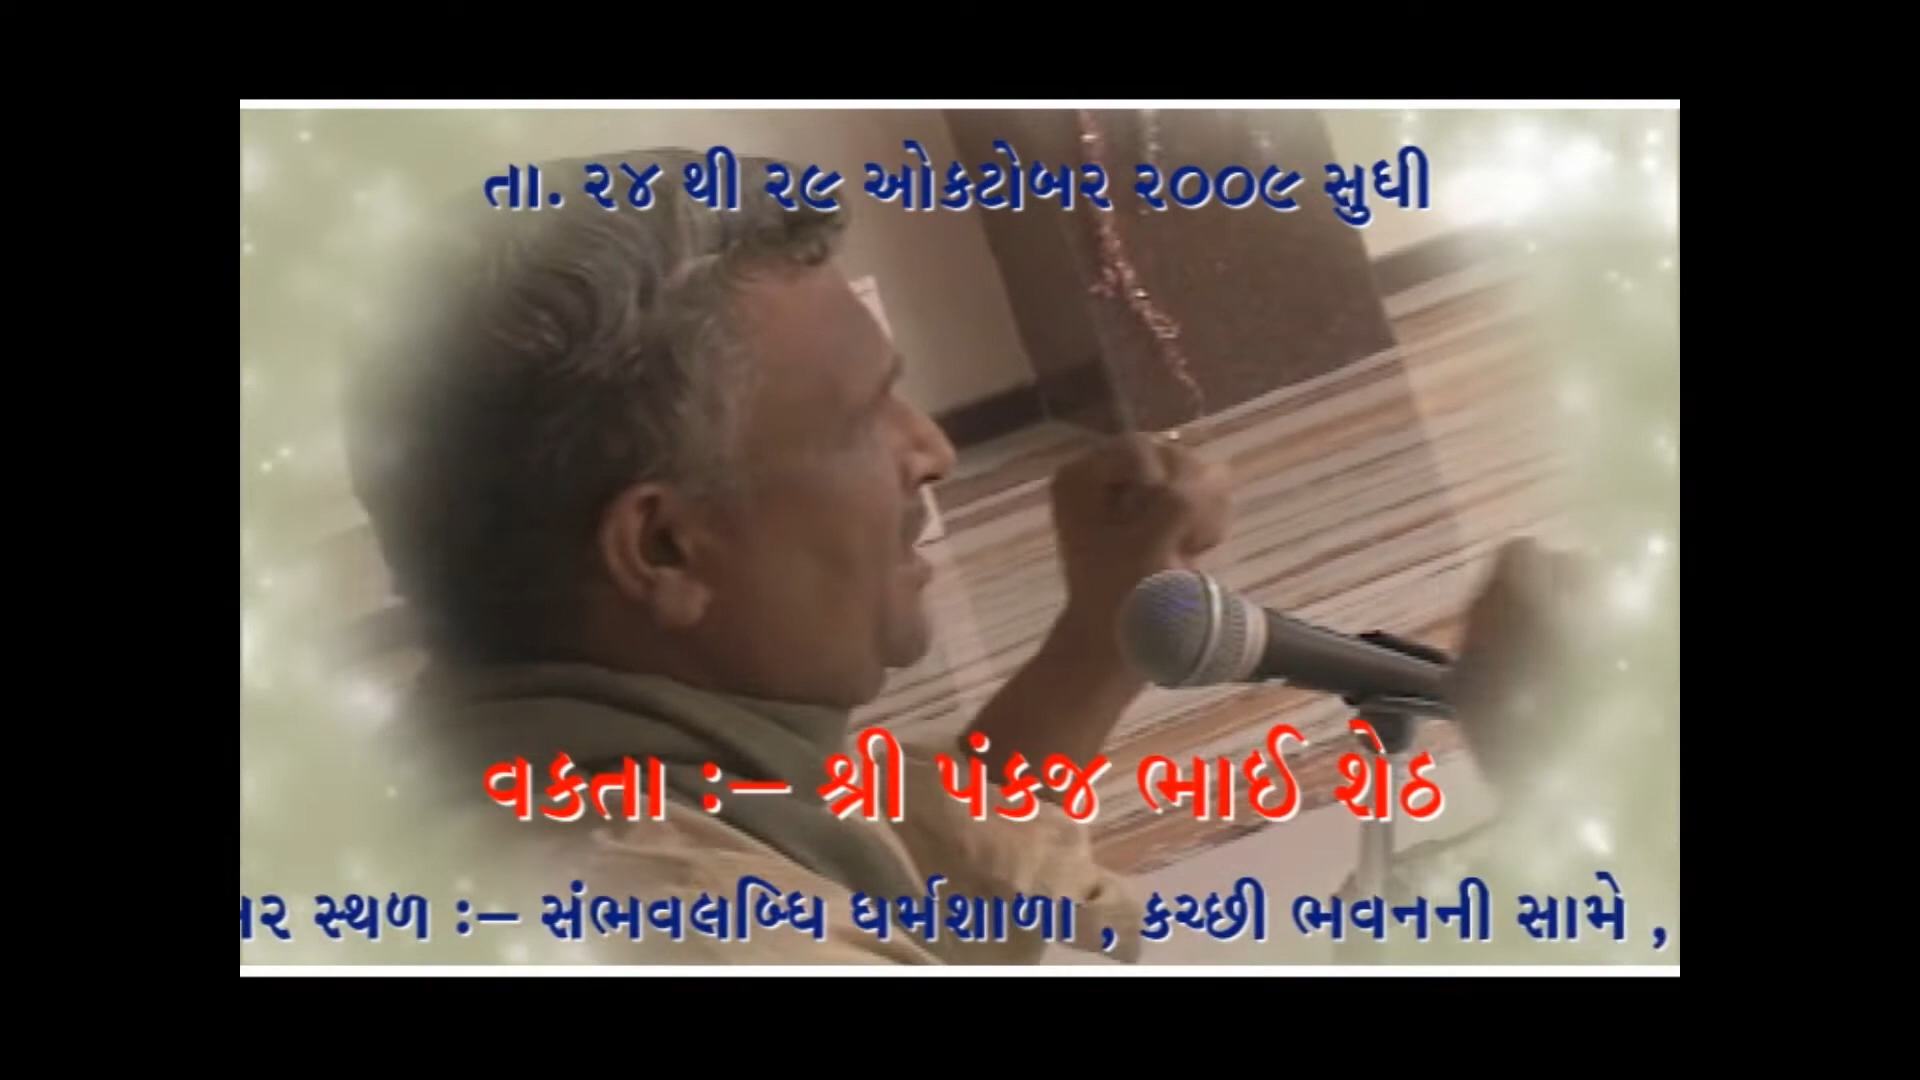 તા. ૨૪ થી ૨૯ ઓકટોબર ૨૦૦૯ સુધી
વકતા :– શ્રી પંકજ ભાઈ શેઠ
સ્થળ :– સંભવલબ્ધિ ધર્મશાળા , કચ્છી ભવનની સામે ,